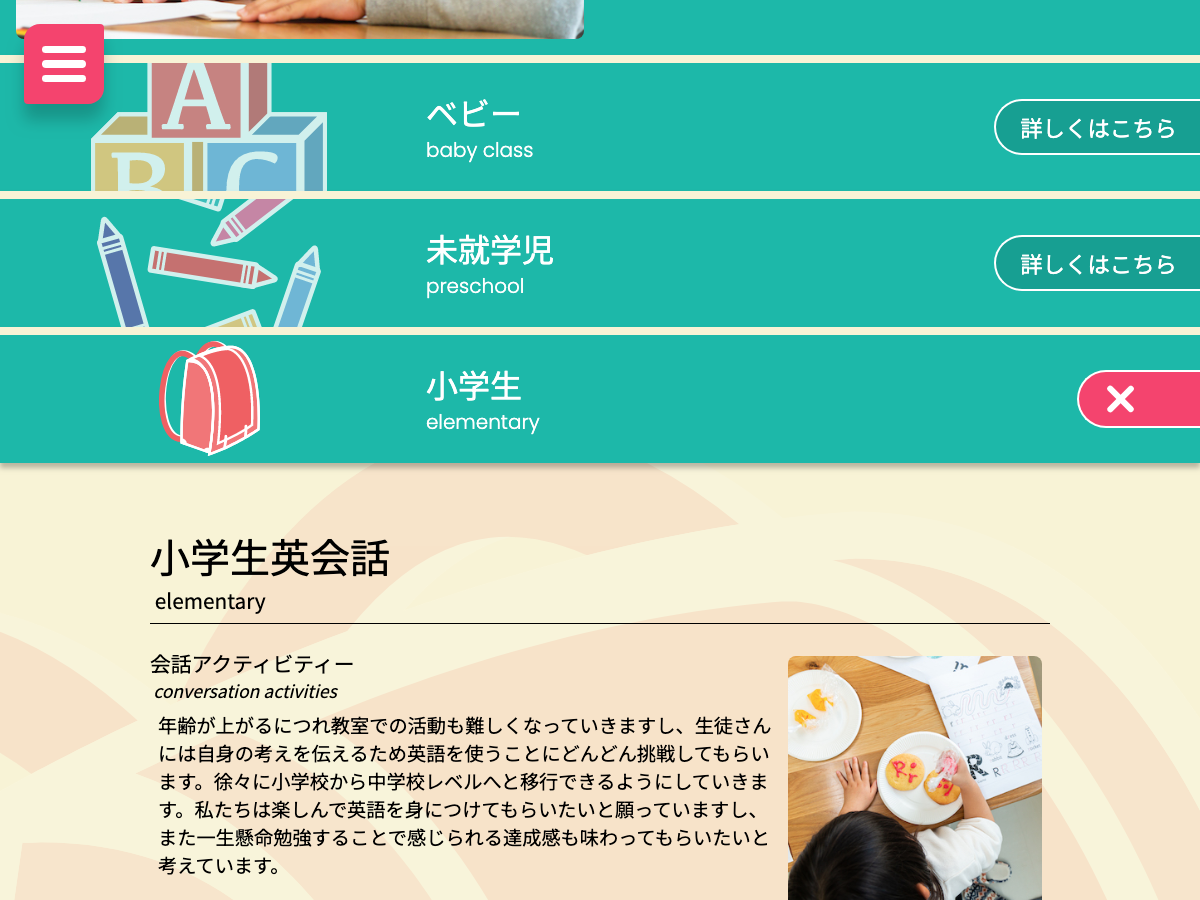 A
B C
ベビー
baby class
詳しくはこちら
未就学児
preschool
詳しくはこちら
小学生
elementary
小学生英会話
elementary
会話アクティビティー
conversation activities
年齢が上がるにつれ教室での活動も難しくなっていきますし、生徒さん
には自身の考えを伝えるため英語を使うことにどんどん挑戦してもらい
ます。徐々に小学校から中学校レベルへと移行できるようにしていきま
す。私たちは楽しんで英語を身につけてもらいたいと願っていますし、
また一生懸命勉強することで感じられる達成感も味わってもらいたいと
考えています。
Rr
R R